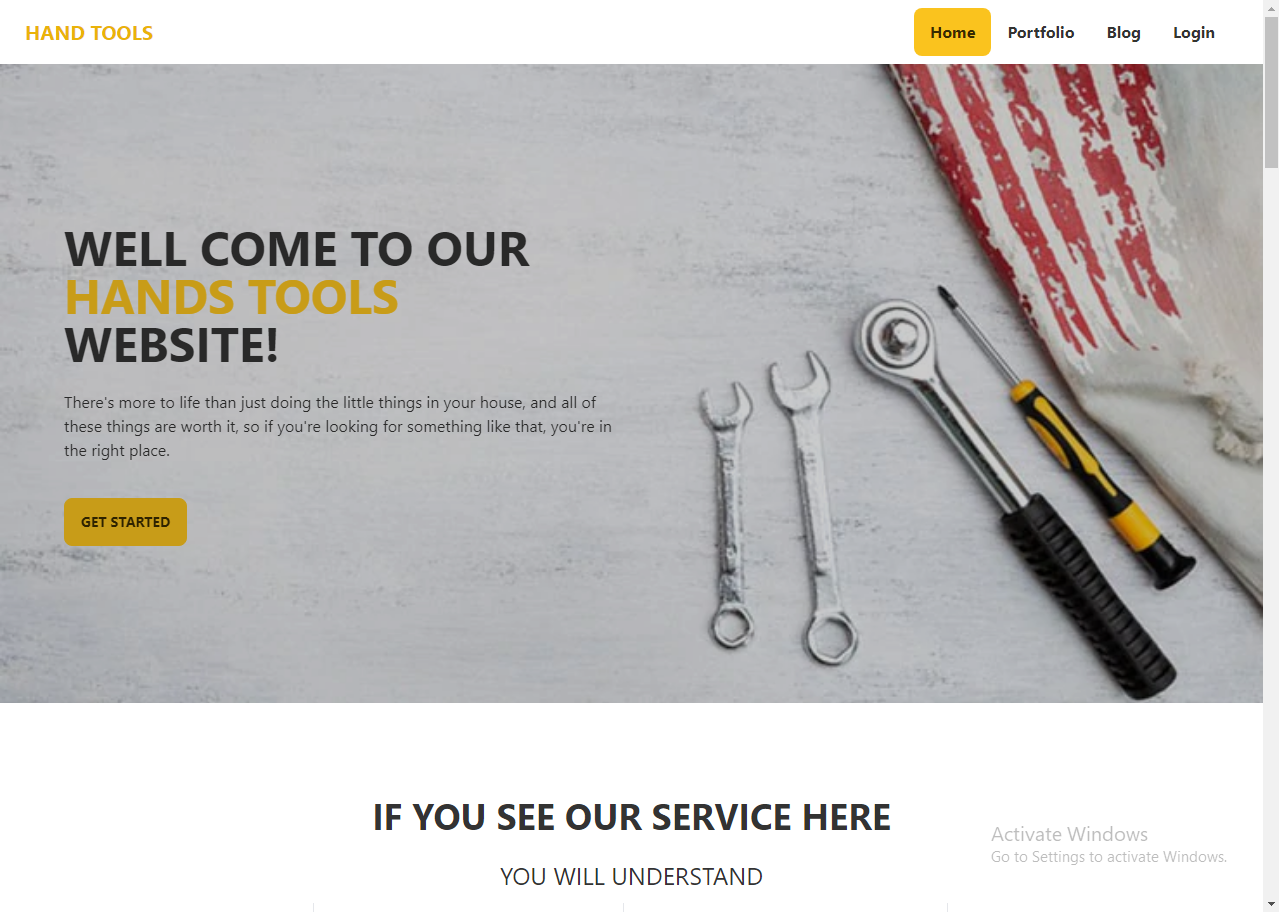 HAND TOOLS
Home Portfolio Blog Login
WELL COME TO OUR
HANDS TOOLS
WEBSITE!
There's more to life than just doing the little things in your house, and all of
these things are worth it, so if you're looking for something like that, you're in
the right place.
GET STARTED
IF YOU SEE OUR SERVICE HERE
YOU WILL UNDERSTAND
Activate Windows
Go to Settings to activate Windows.